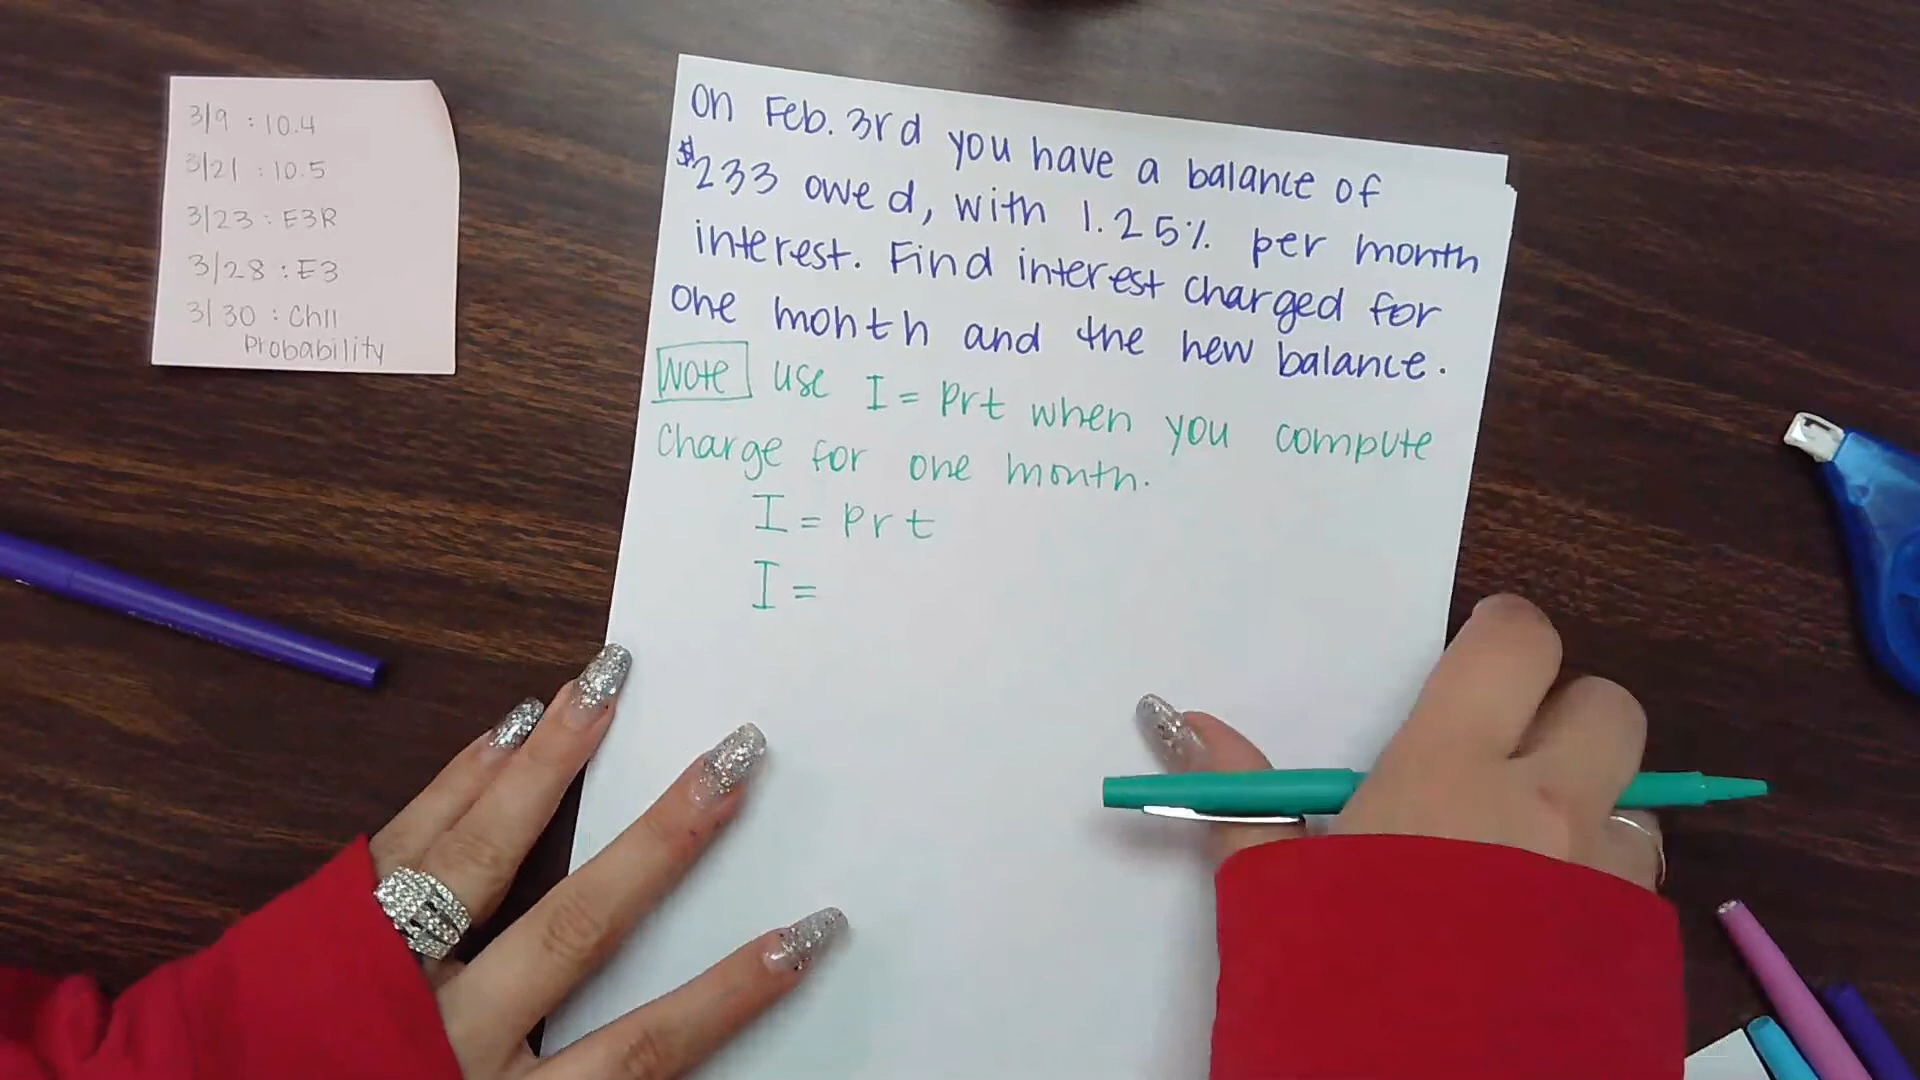 3/9 : 10.4
3/21 : 10.5
3/23 : E3R
3/28 : E3
3/30 : Ch11
Probability
On Feb. 3rd you have a balance of
$233 owed, with 1.25% per month
interest. Find interest charged for
one month and the new balance.
Note use I = Prt when you compute
charge for one month.
I = Prt
I =